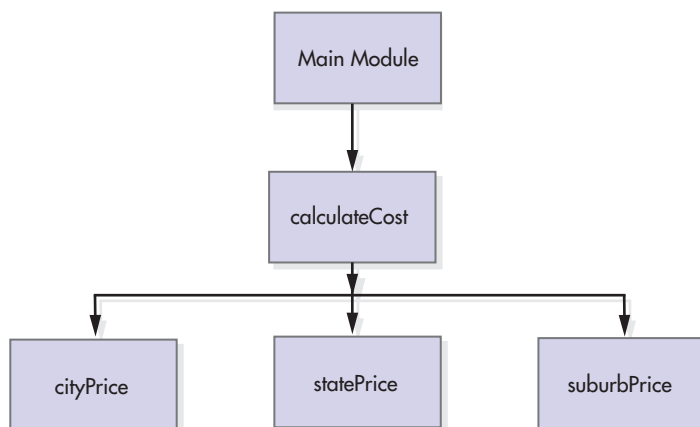 Main Module
calculateCost
cityPrice
statePrice
suburbPrice